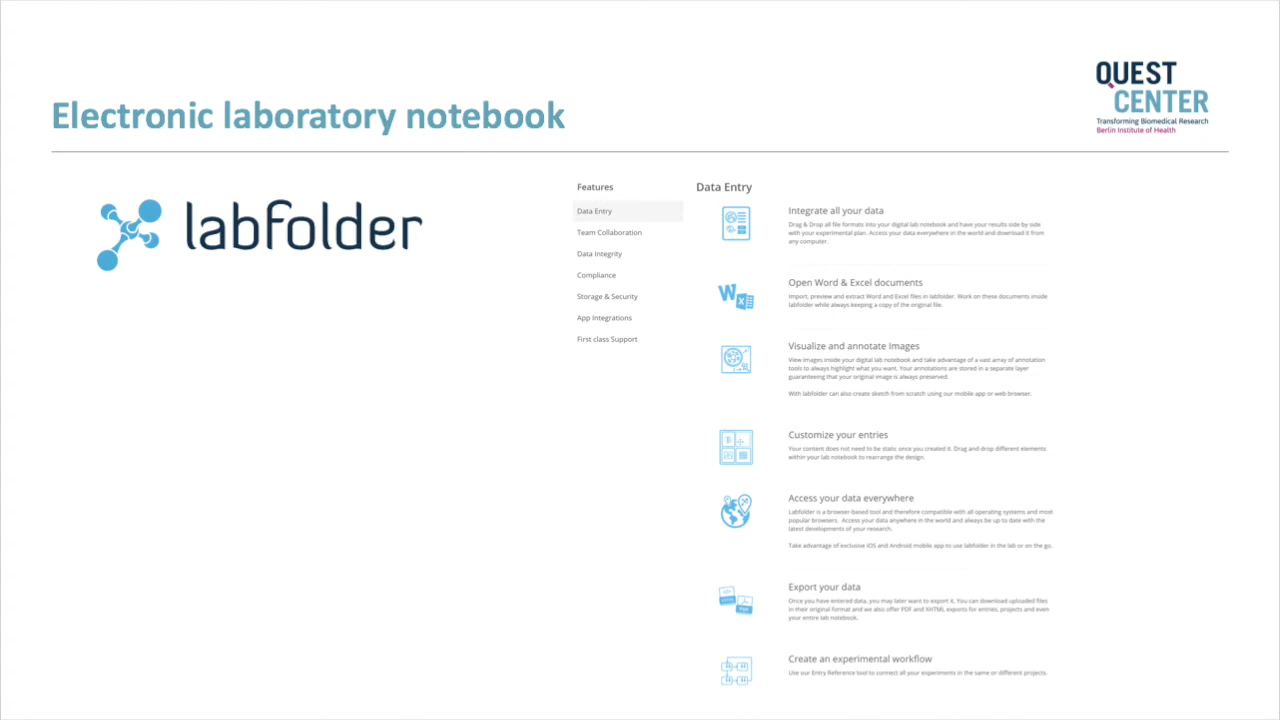 QUEST
CENTER
Transforming Biomedical Research
Berlin Institute of Health
Electronic laboratory notebook
labfolder
Features
Data Entry
Team Collaboration
Data Integrity
Compliance
Storage & Security
App Integrations
First class Support
Data Entry
Integrate all your data
Drag & Drop all file formats into your digital lab notebook and have your results side by side
with your experimental plan. Access your data everywhere in the world and download it from
any computer.
Open Word & Excel documents
Import, preview and extract Word and Excel files in labfolder. Work on these documents inside
labfolder while always keeping a copy of the original file.
Visualize and annotate Images
View images inside your digital lab notebook and take advantage of a vast array of annotation
tools to always highlight what you want. Your annotations are stored in a separate layer
guaranteeing that your original image is always preserved.
With labfolder can also create sketch from scratch using our mobile app or web browser.
Customize your entries
Your content does not need to be static once you created it. Drag and drop different elements
within your lab notebook to rearrange the design.
Access your data everywhere
Labfolder is a browser-based tool and therefore compatible with all operating systems and most
popular browsers. Access your data anywhere in the world and always be up to date with the
latest developments of your research.
Take advantage of exclusive iOS and Android mobile app to use labfolder in the lab or on the go.
Export your data
Once you have entered data, you may later want to export it. You can download uploaded files
in their original format and we also offer PDF and XHTML exports for entries, projects and even
your entire lab notebook.
Create an experimental workflow
Use our Entry Reference tool to connect all your experiments in the same or different projects.